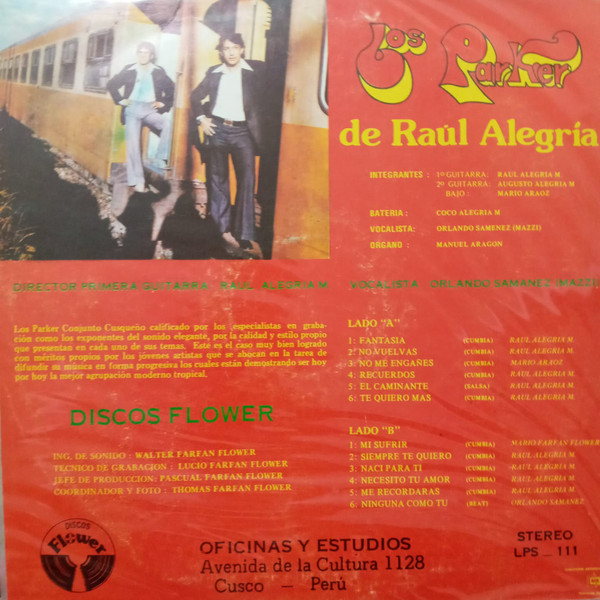 Los Parker
de Raúl Alegría
INTEGRANTES : 1º GUITARRA: RAUL ALEGRIA M.
2º GUITARRA: AUGUSTO ALEGRIA M
BAJO : MARIO ARAOZ
BATERIA : COCO ALEGRIA M
VOCALISTA: ORLANDO SAMENEZ (MAZZI)
ORGANO : MANUEL ARAGON
DIRECTOR PRIMERA GUITARRA RAUL ALEGRIA M VOCALISTA ORLANDO SAMANEZ (MAZZI)
Los Parker Conjunto Cusqueño calificado por los especialistas en graba-
ción como los exponentes del sonido elegante, por la calidad y estilo propio
que presentan en cada uno de sus temas. Este es el caso muy bien logrado
con méritos propios por los jóvenes artistas que se abocan en la tarea de
difundir su música en forma progresiva los cuales están demostrando ser hoy
por hoy la mejor agrupación moderno tropical.
DISCOS FLOWER
ING. DE SONIDO : WALTER FARFAN FLOWER
TECNICO DE GRABACION : LUCIO FARFAN FLOWER
JEFE DE PRODUCCION: PASCUAL FARFAN FLOWER
COORDINADOR Y FOTO : THOMAS FARFAN FLOWER
LADO "A"
1: FANTASIA (CUMBIA) RAUL ALEGRIA M.
2: NO VUELVAS (CUMBIA) RAUL ALEGRIA M.
3: NO ME ENGAÑES (CUMBIA) MARIO ARAOZ
4: RECUERDOS (CUMBIA) RAUL ALEGRIA M.
5: EL CAMINANTE (SALSA) RAUL ALEGRIA M.
6: TE QUIERO MAS (CUMBIA) RAUL ALEGRIA M.
LADO "B"
1: MI SUFRIR (CUMBIA) MARIO FARFAN FLOWER
2: SIEMPRE TE QUIERO (CUMBIA) RAUL ALEGRIA M.
3: NACI PARA TI (CUMBIA) RAUL ALEGRIA M.
4: NECESITO TU AMOR (CUMBIA) RAUL ALEGRIA M.
5: ME RECORDARAS (CUMBIA) RAUL ALEGRIA M.
6: NINGUNA COMO TU (BEAT) ORLANDO SAMANEZ
DISCOS
Flower
OFICINAS Y ESTUDIOS
Avenida de la Cultura 1128
Cusco — Perú
STEREO
LPS _ 111